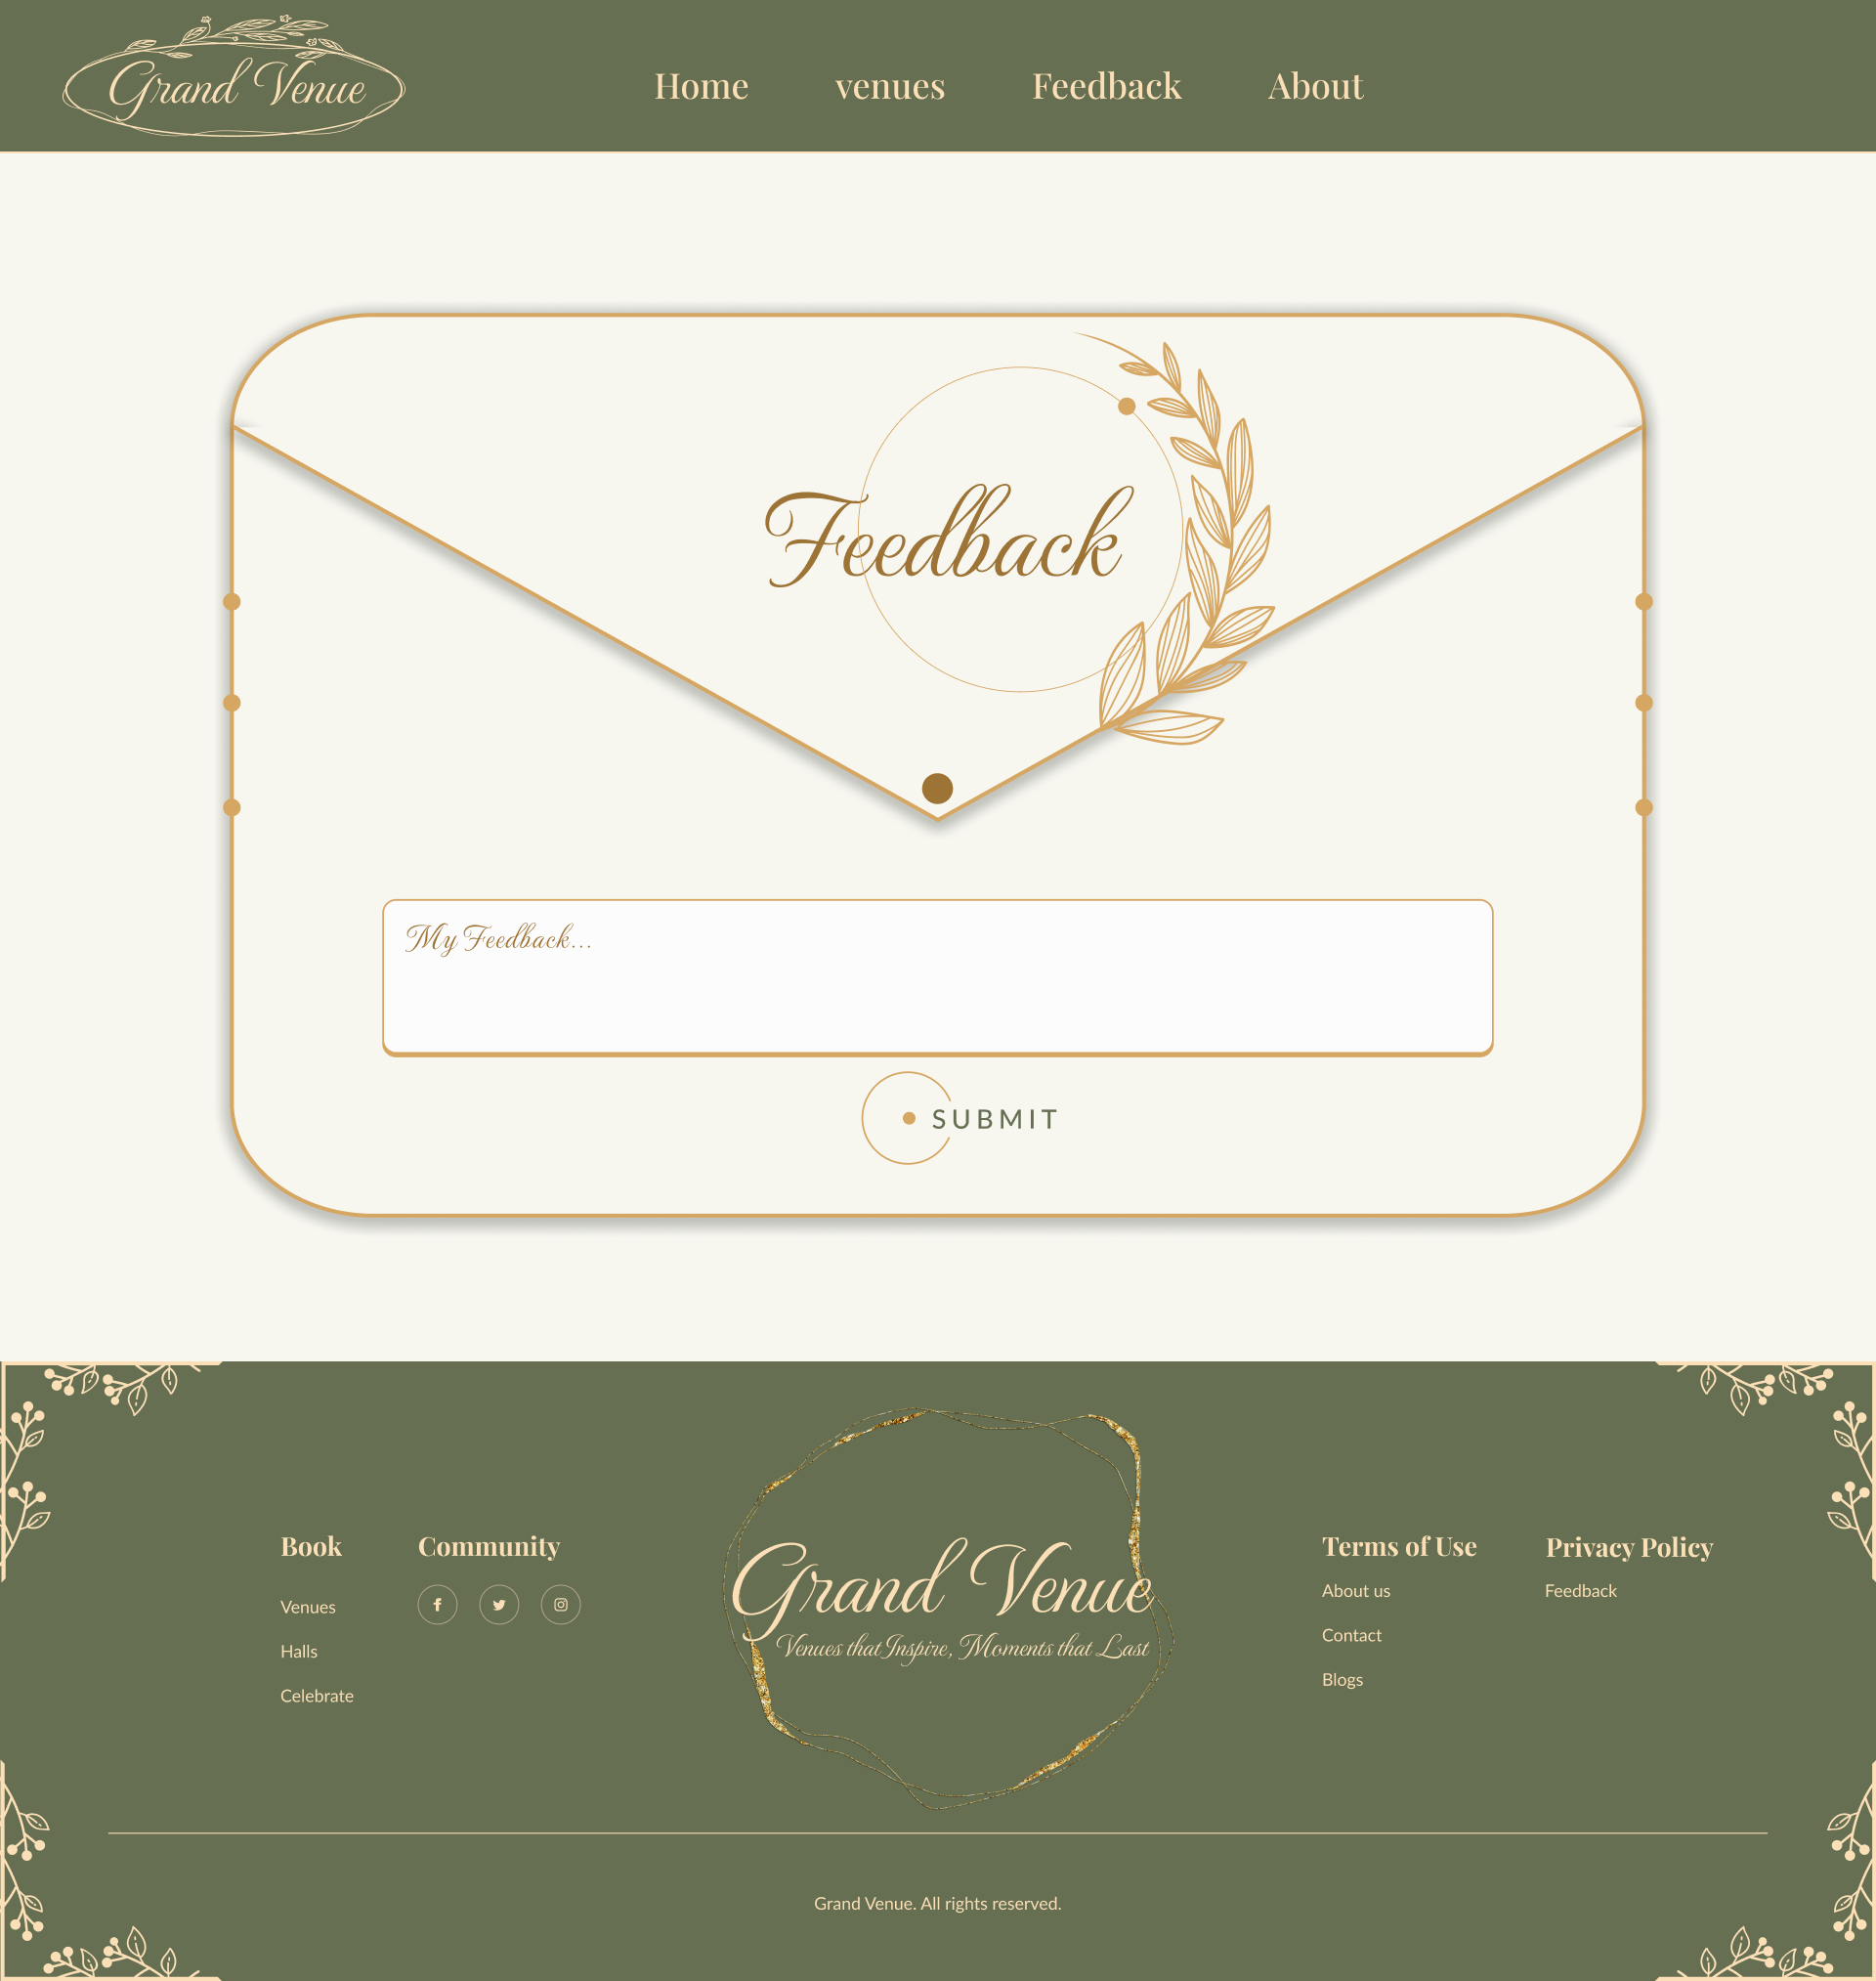 Grand Venue
Home venues Feedback About
Feedback
My Feedback...
SUBMIT
Book
Venues
Halls
Celebrate
Community
Grand Venue
Venues that Inspire, Moments that Last
Terms of Use
About us
Contact
Blogs
Privacy Policy
Feedback
Grand Venue. All rights reserved.